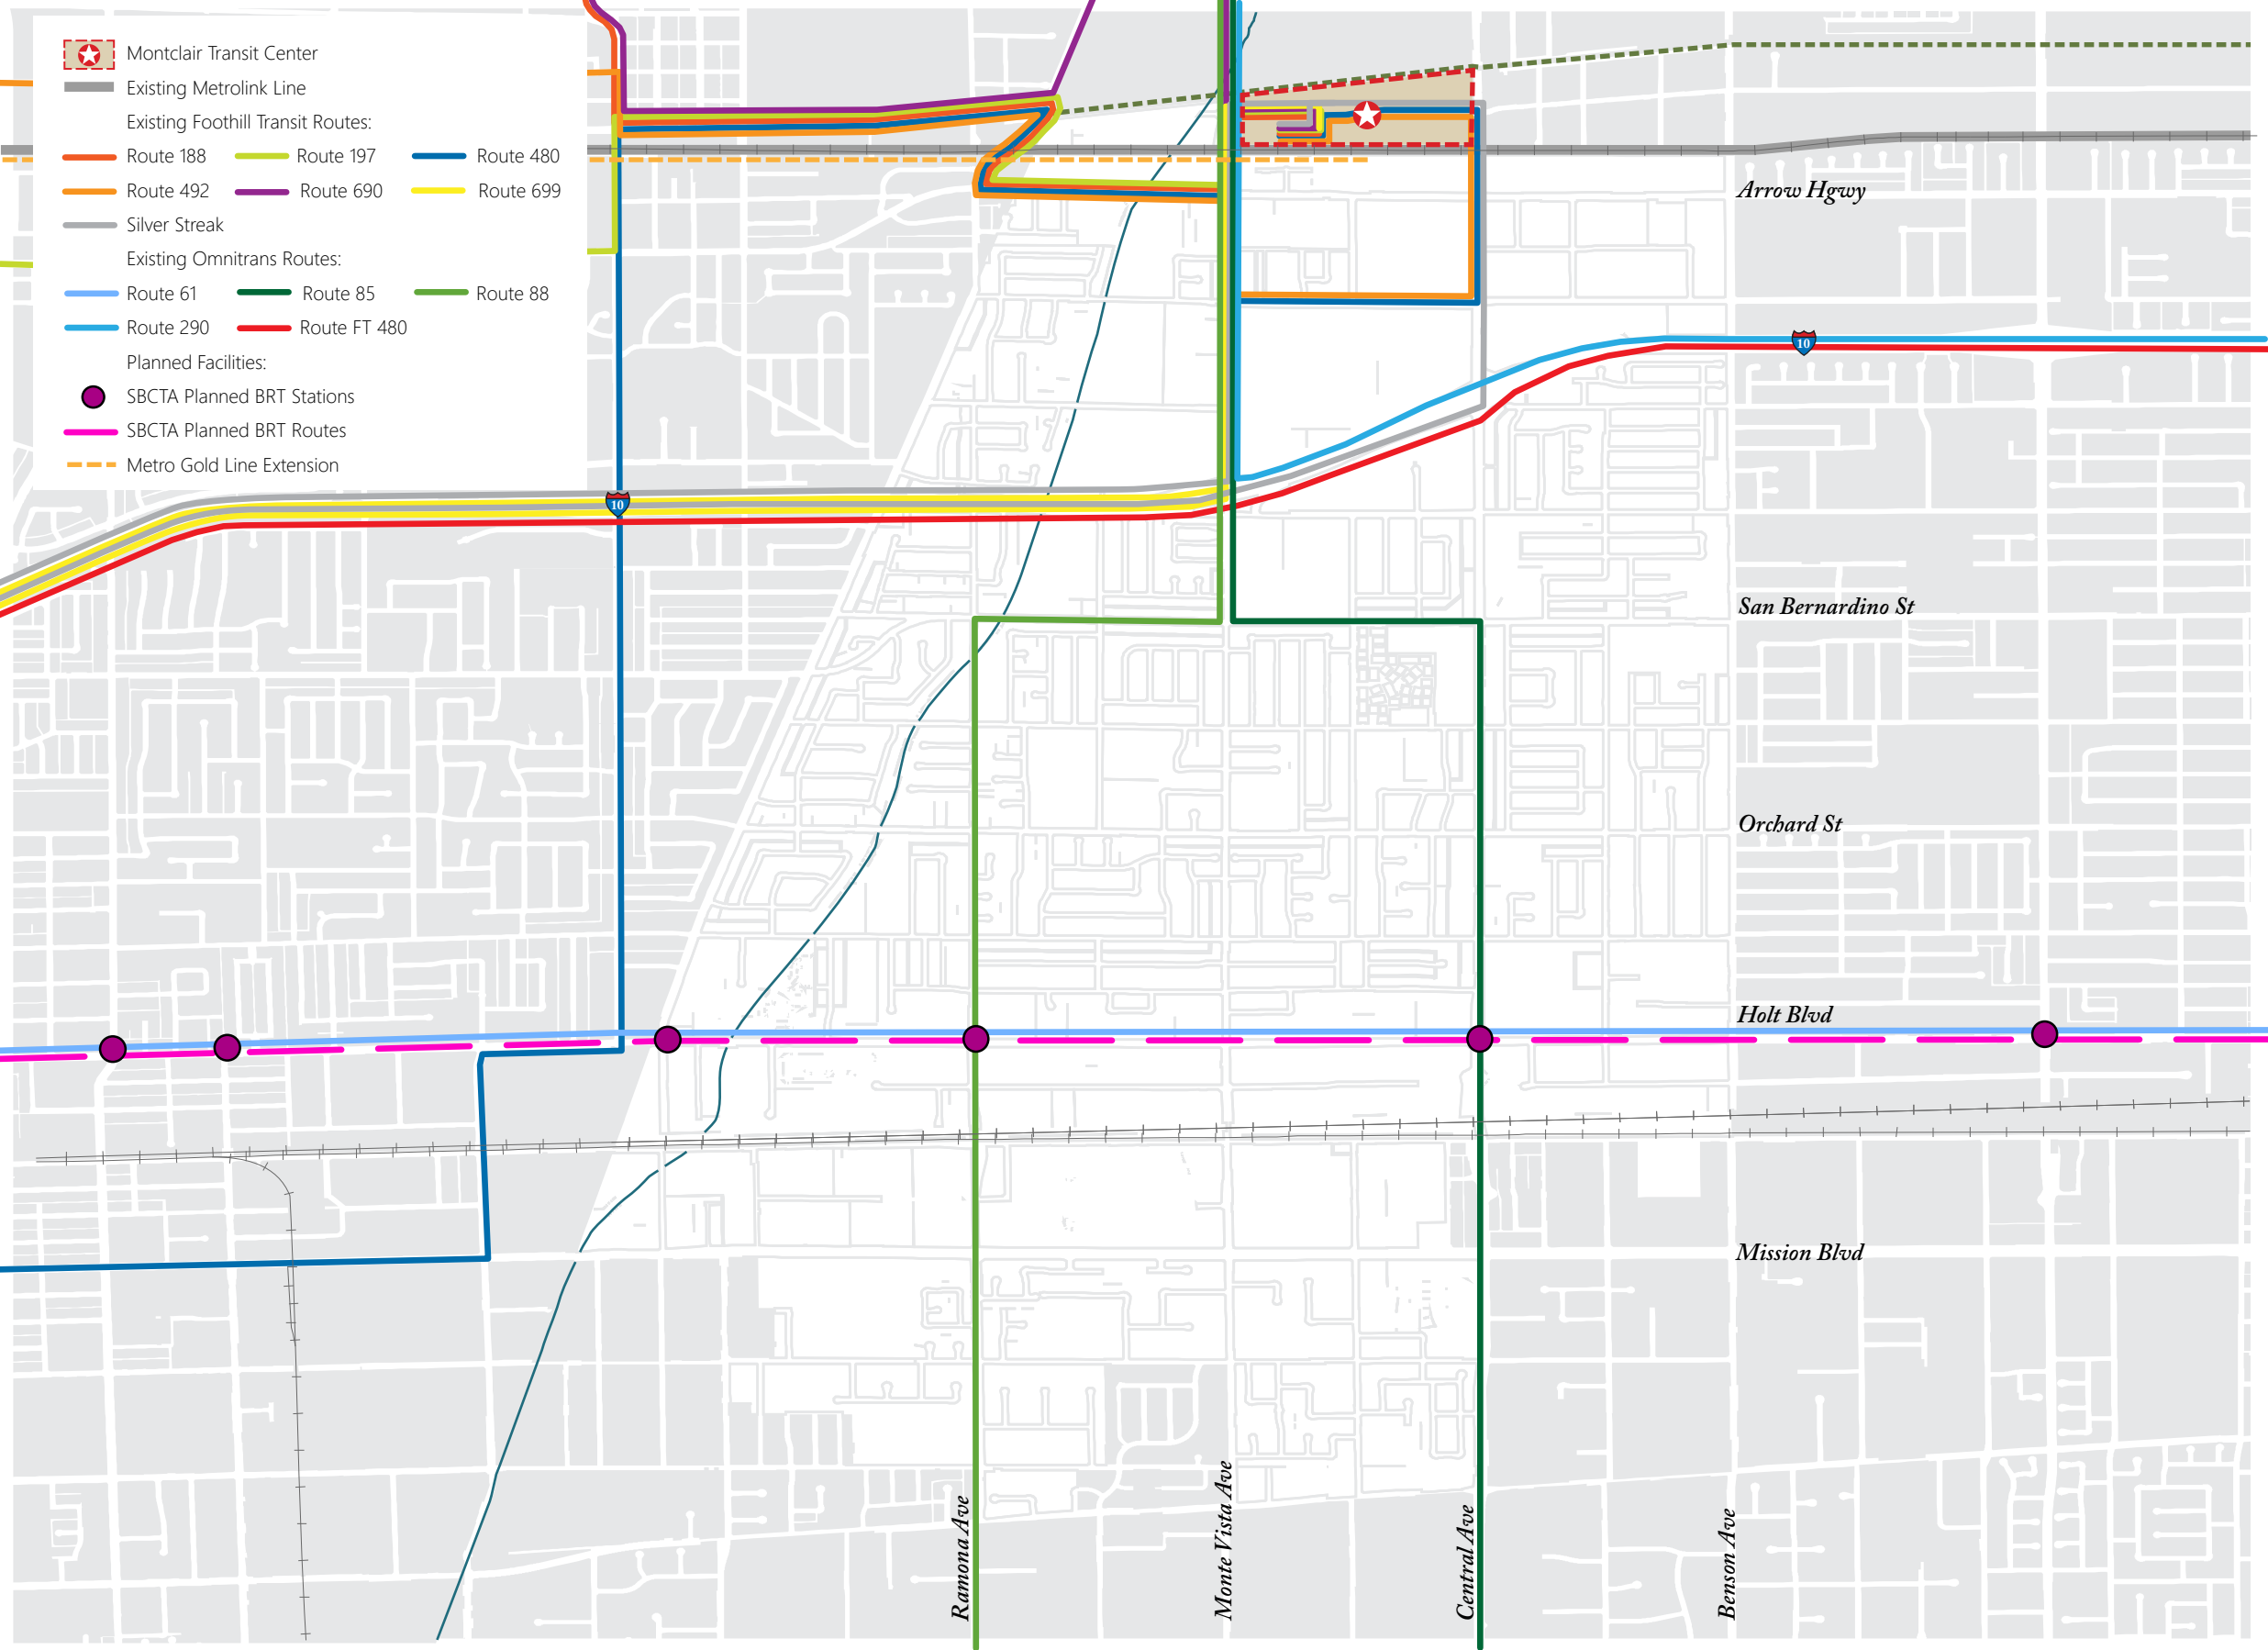 Montclair Transit Center
Existing Metrolink Line
Existing Foothill Transit Routes:
Route 188 Route 197 Route 480
Route 492 Route 690 Route 699
Silver Streak
Existing Omnitrans Routes:
Route 61 Route 85 Route 88
Route 290 Route FT 480
Planned Facilities:
SBCTA Planned BRT Stations
SBCTA Planned BRT Routes
Metro Gold Line Extension
Arrow Hgwy
10
10
San Bernardino St
Orchard St
Holt Blvd
Mission Blvd
Ramona Ave
Monte Vista Ave
Central Ave
Benson Ave